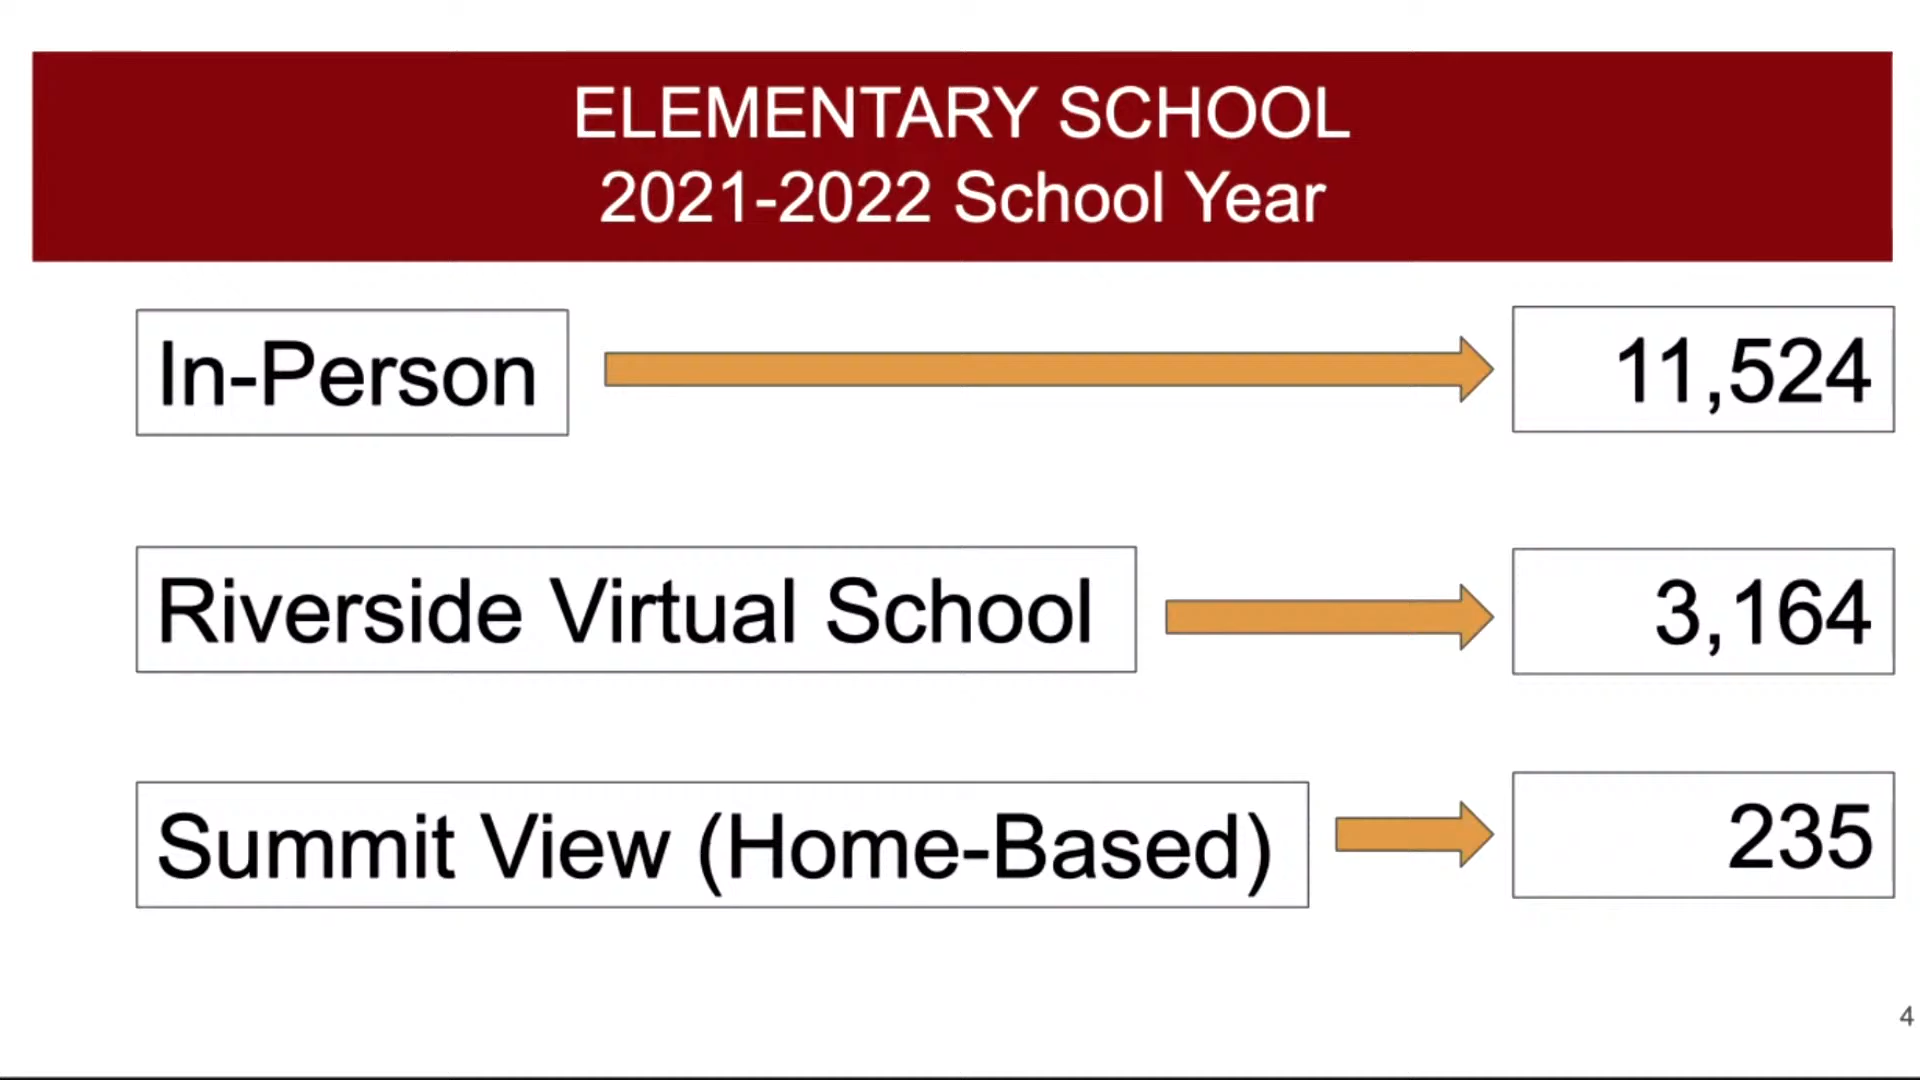 ELEMENTARY SCHOOL
2021-2022 School Year
In-Person
11,524
Riverside Virtual School
3,164
Summit View (Home-Based)
235
4